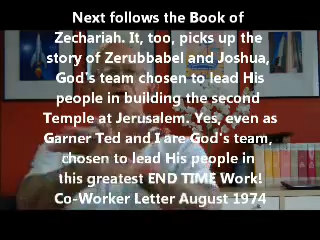 Next follows the Book of
Zechariah. It, too, picks up the
story of Zerubbabel and Joshua,
God's team chosen to lead His
people in building the second
Temple at Jerusalem. Yes, even as
Garner Ted and I are God's team,
chosen to lead His people in
this greatest END TIME Work!
Co-Worker Letter August 1974